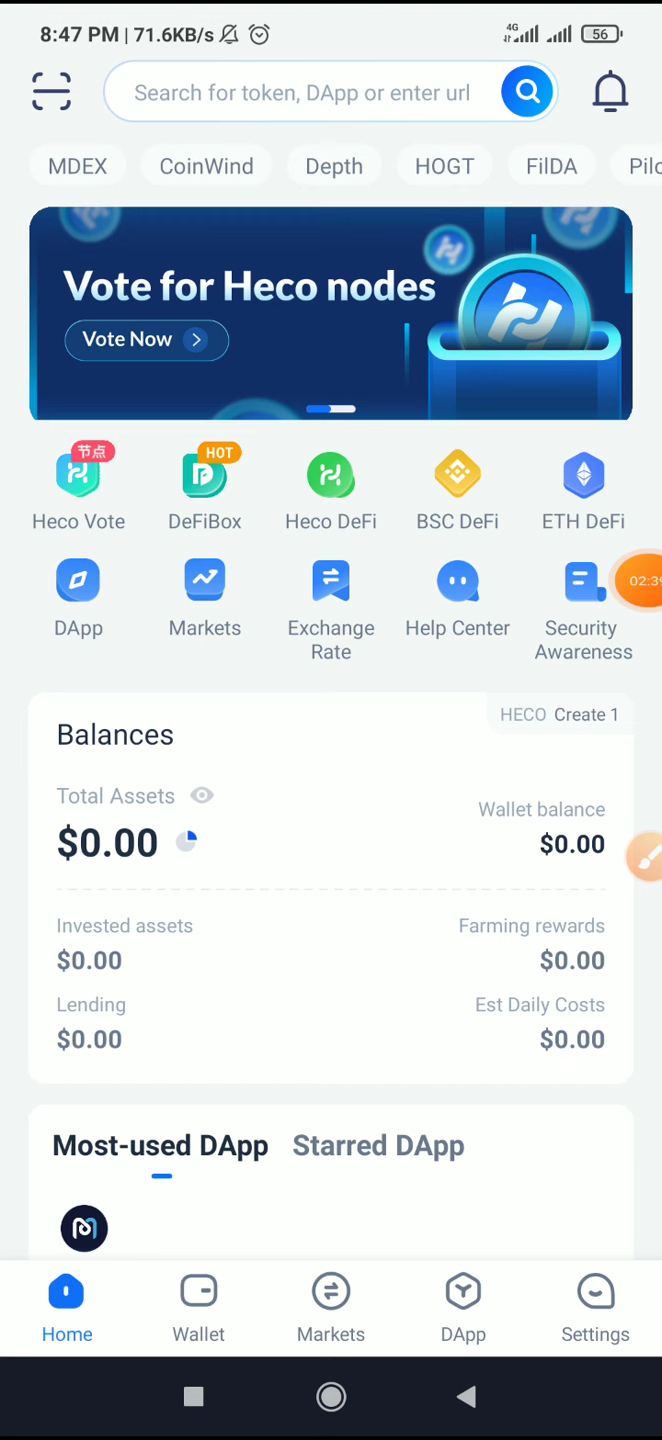 8:47 PM | 71.6KB/s 4G 56
Search for token, DApp or enter url
MDEX CoinWind Depth HOGT FilDA
Vote for Heco nodes
Vote Now
节点 HOT
Heco Vote DeFiBox Heco DeFi BSC DeFi ETH DeFi
02:39
DApp Markets Exchange Rate Help Center Security Awareness
HECO Create 1
Balances
Total Assets
Wallet balance
$0.00 $0.00
Invested assets Farming rewards
$0.00 $0.00
Lending Est Daily Costs
$0.00 $0.00
Most-used DApp Starred DApp
Home Wallet Markets DApp Settings